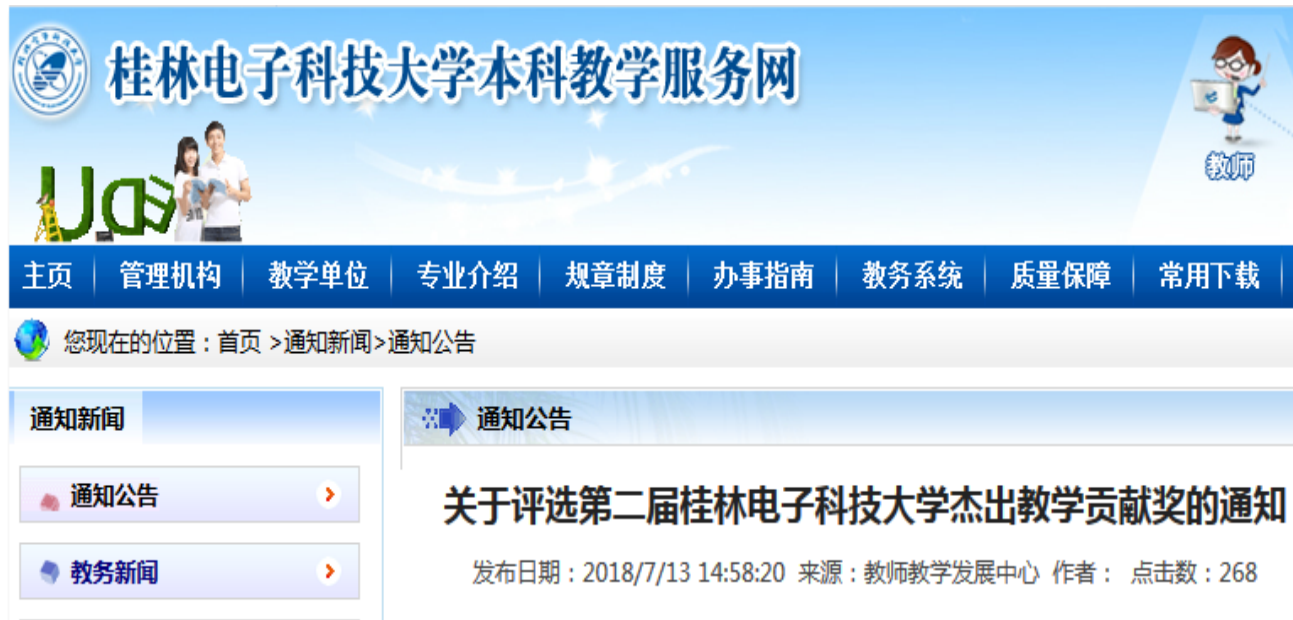 桂林电子科技大学本科教学服务网
教师
主页 管理机构 教学单位 专业介绍 规章制度 办事指南 教务系统 质量保障 常用下载
您现在的位置：首页 >通知新闻>通知公告
通知新闻
通知公告
通知公告
关于评选第二届桂林电子科技大学杰出教学贡献奖的通知
教务新闻
发布日期：2018/7/13 14:58:20 来源：教师教学发展中心 作者： 点击数：268